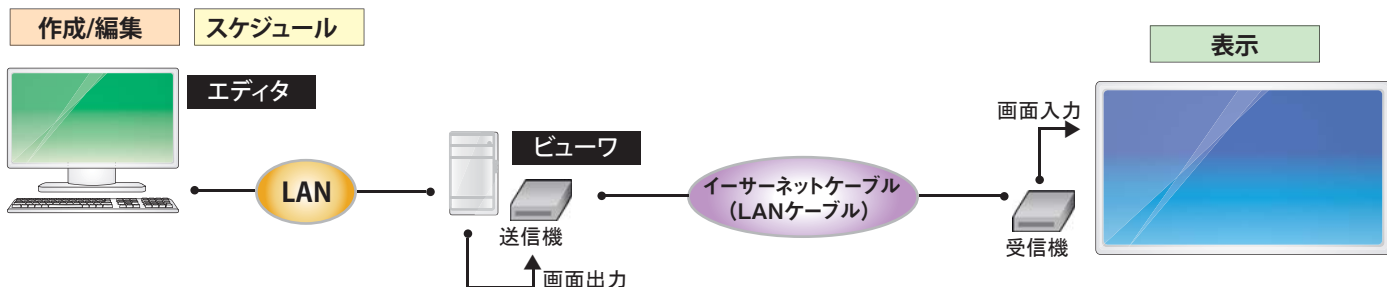 作成/編集
スケジュール
表示
エディタ
画面入力
ビューワ
LAN
イーサーネットケーブル
（LANケーブル）
送信機
受信機
画面出力